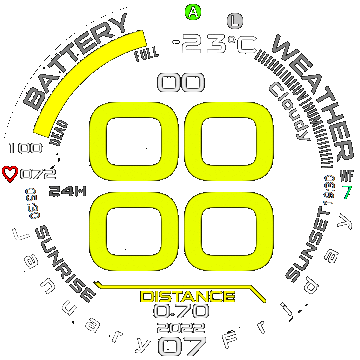 A
L
BATTERY
FULL
DEAD
-23°C
WEATHER
Cloudy
00
100
072
00
00
24H
SUNRISE
SUNSET
7
January
Friday
DISTANCE
0.70
2022
07